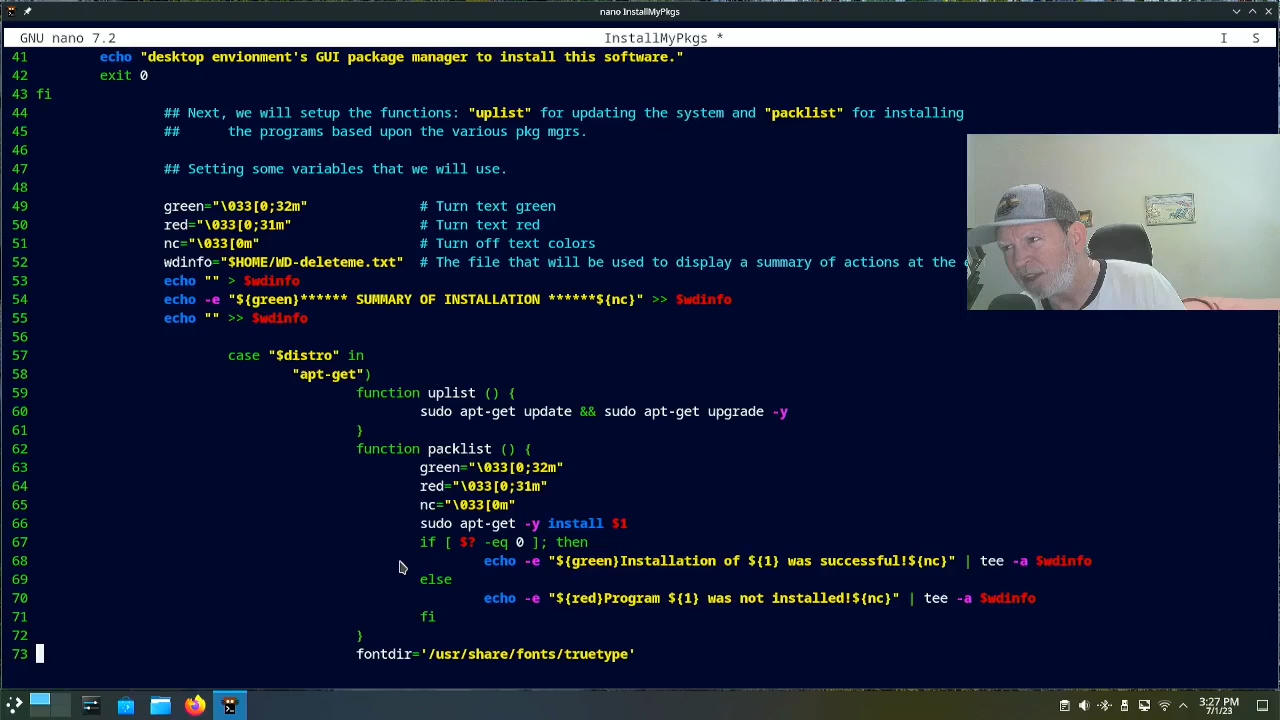 nano InstallMyPkgs
GNU nano 7.2 InstallMyPkgs * I S
41 echo "desktop envionment's GUI package manager to install this software."
42 exit 0
43 fi
44 ## Next, we will setup the functions: "uplist" for updating the system and "packlist" for installing
45 ## the programs based upon the various pkg mgrs.
46
47 ## Setting some variables that we will use.
48
49 green="\033[0;32m" # Turn text green
50 red="\033[0;31m" # Turn text red
51 nc="\033[0m" # Turn off text colors
52 wdinfo="$HOME/WD-deleteme.txt" # The file that will be used to display a summary of actions at the
53 echo "" > $wdinfo
54 echo -e "${green}****** SUMMARY OF INSTALLATION ******${nc}" >> $wdinfo
55 echo "" >> $wdinfo
56
57 case "$distro" in
58 "apt-get")
59 function uplist () {
60 sudo apt-get update && sudo apt-get upgrade -y
61 }
62 function packlist () {
63 green="\033[0;32m"
64 red="\033[0;31m"
65 nc="\033[0m"
66 sudo apt-get -y install $1
67 if [ $? -eq 0 ]; then
68 echo -e "${green}Installation of ${1} was successful!${nc}" | tee -a $wdinfo
69 else
70 echo -e "${red}Program ${1} was not installed!${nc}" | tee -a $wdinfo
71 fi
72 }
73 fontdir='/usr/share/fonts/truetype'
3:27 PM
7/1/23